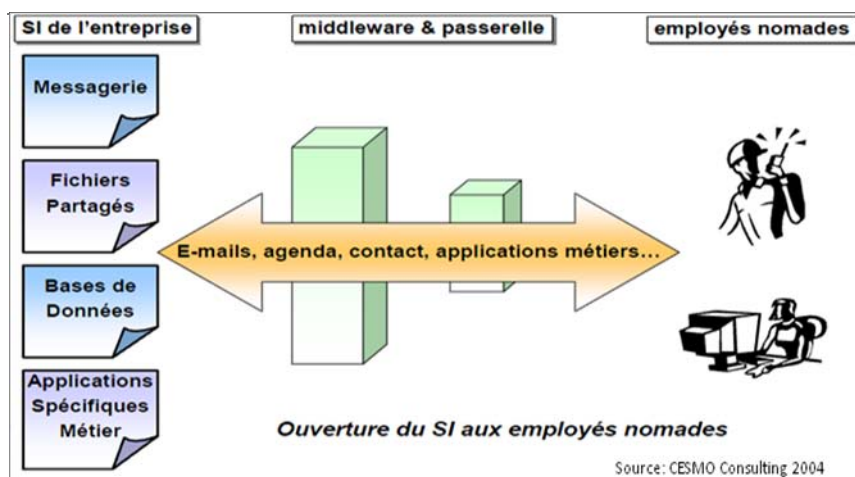 SI de l'entreprise
middleware & passerelle
employés nomades
Messagerie
Fichiers
Partagés
E-mails, agenda, contact, applications métiers...
Bases de
Données
Applications
Spécifiques
Métier
Ouverture du SI aux employés nomades
Source: CESMO Consulting 2004